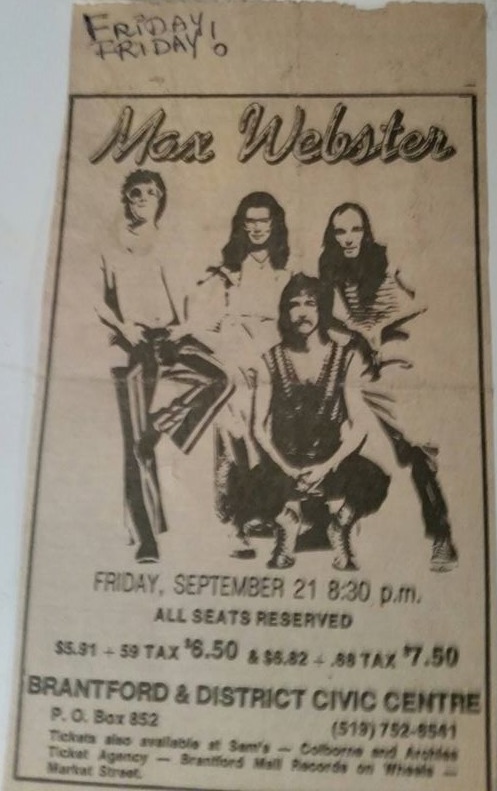 FRiDAY!
FRiDAY!
Max Webster
FRIDAY, SEPTEMBER 21 8:30 p.m.
ALL SEATS RESERVED
$5.91 + 59 TAX $6.50 & $6.82 + .68 TAX $7.50
BRANTFORD & DISTRICT CIVIC CENTRE
P. O. Box 852
(519) 752-
Tickets also available at Sam's — Colborne and Archies
Ticket Agency — Brantford Mall Records on Wheels —
Market Street.